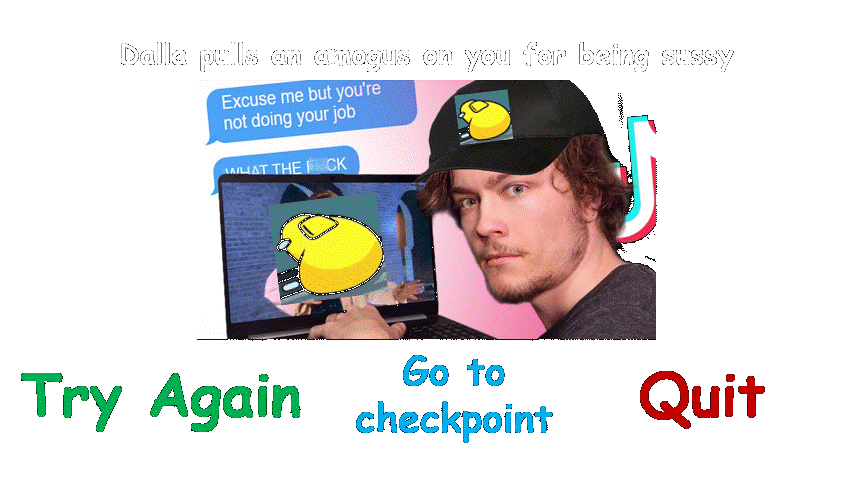 Dalle pulls an amogus on you for being sussy
Excuse me but you're
not doing your job
WHAT THE F
CK
Try Again
Go to
checkpoint
Quit